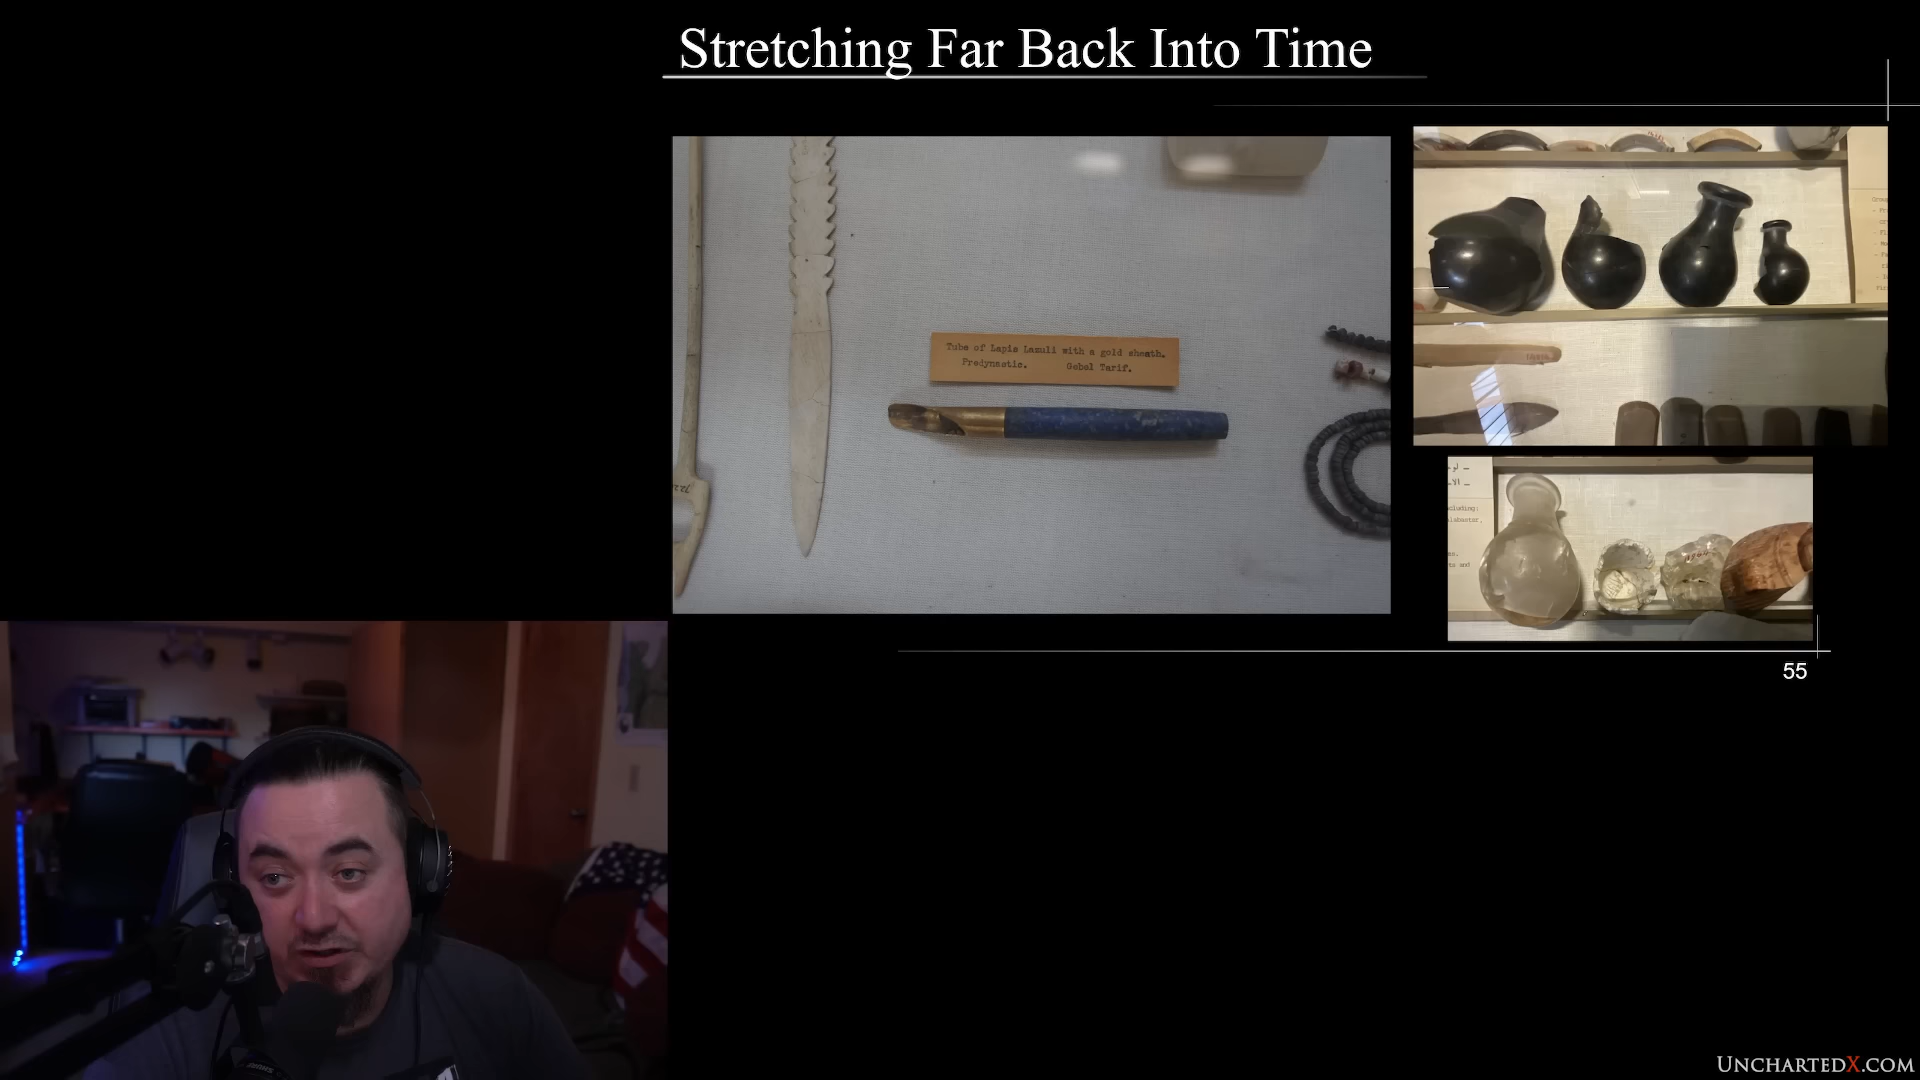 Stretching Far Back Into Time
Tube of Lapis Lazuli with a gold sheath.
Predynastic. Gebel Tarif.
55
UNCHARTEDX.COM